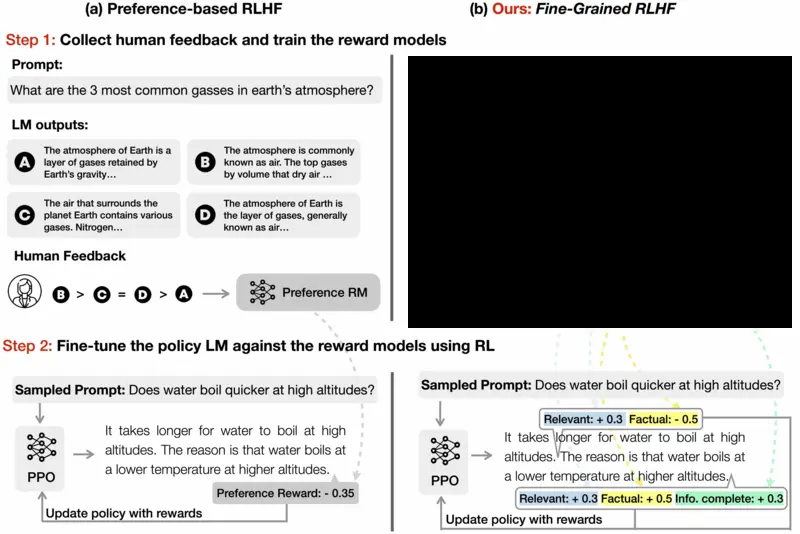 (a) Preference-based RLHF
(b) Ours: Fine-Grained RLHF
Step 1: Collect human feedback and train the reward models
Prompt:
What are the 3 most common gasses in earth's atmosphere?
LM outputs:
A
The atmosphere of Earth is a
layer of gases retained by
Earth's gravity…
B
The atmosphere is commonly
known as air. The top gases
by volume that dry air …
C
The air that surrounds the
planet Earth contains various
gases. Nitrogen…
D
The atmosphere of Earth is
the layer of gases, generally
known as air…
Human Feedback
B > C = D > A
Preference RM
Step 2: Fine-tune the policy LM against the reward models using RL
Sampled Prompt: Does water boil quicker at high altitudes?
PPO
It takes longer for water to boil at high
altitudes. The reason is that water boils at
a lower temperature at higher altitudes.
Preference Reward: - 0.35
Update policy with rewards
Sampled Prompt: Does water boil quicker at high altitudes?
Relevant: + 0.3 Factual: - 0.5
PPO
It takes longer for water to boil at high
altitudes. The reason is that water boils at
a lower temperature at higher altitudes.
Relevant: + 0.3 Factual: + 0.5 Info. complete: + 0.3
Update policy with rewards